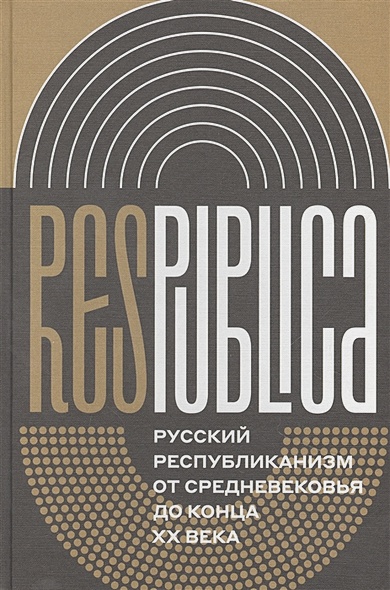 RES PUBLICA
РУССКИЙ
РЕСПУБЛИКАНИЗМ
ОТ СРЕДНЕВЕКОВЬЯ
ДО КОНЦА
XX ВЕКА